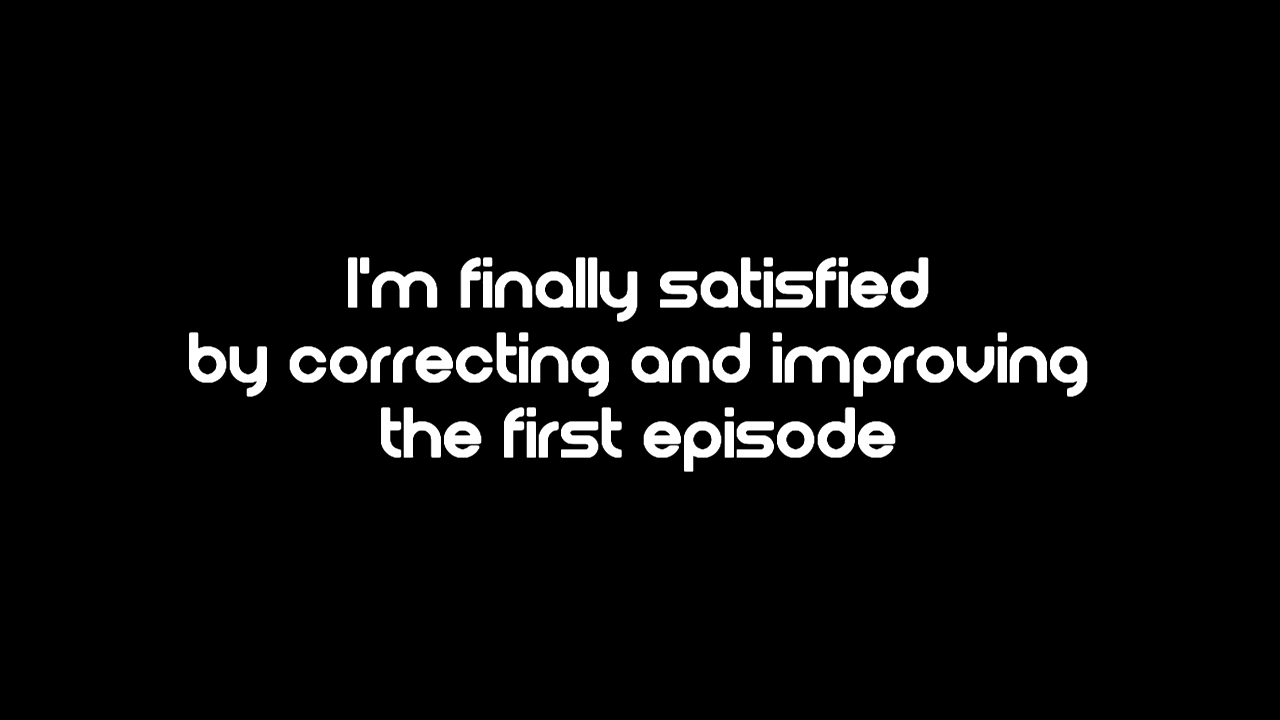 I'm finally satisfied
by correcting and improving
the first episode